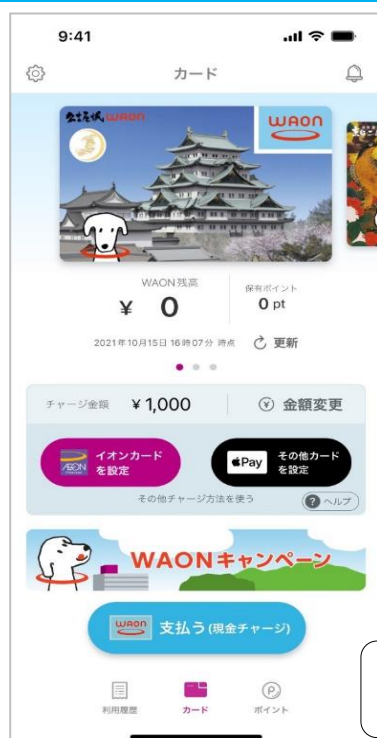 9:41
カード
名古屋城 WAON
WAON
WAON残高
¥ 0
保有ポイント
0 pt
2021年10月15日 16時07分 時点
更新
チャージ金額 ¥1,000
金額変更
AEON
イオンカード
を設定
Pay
その他カード
を設定
その他チャージ方法を使う
? ヘルプ
WAONキャンペーン
WAON
支払う(現金チャージ)
利用履歴
カード
ポイント